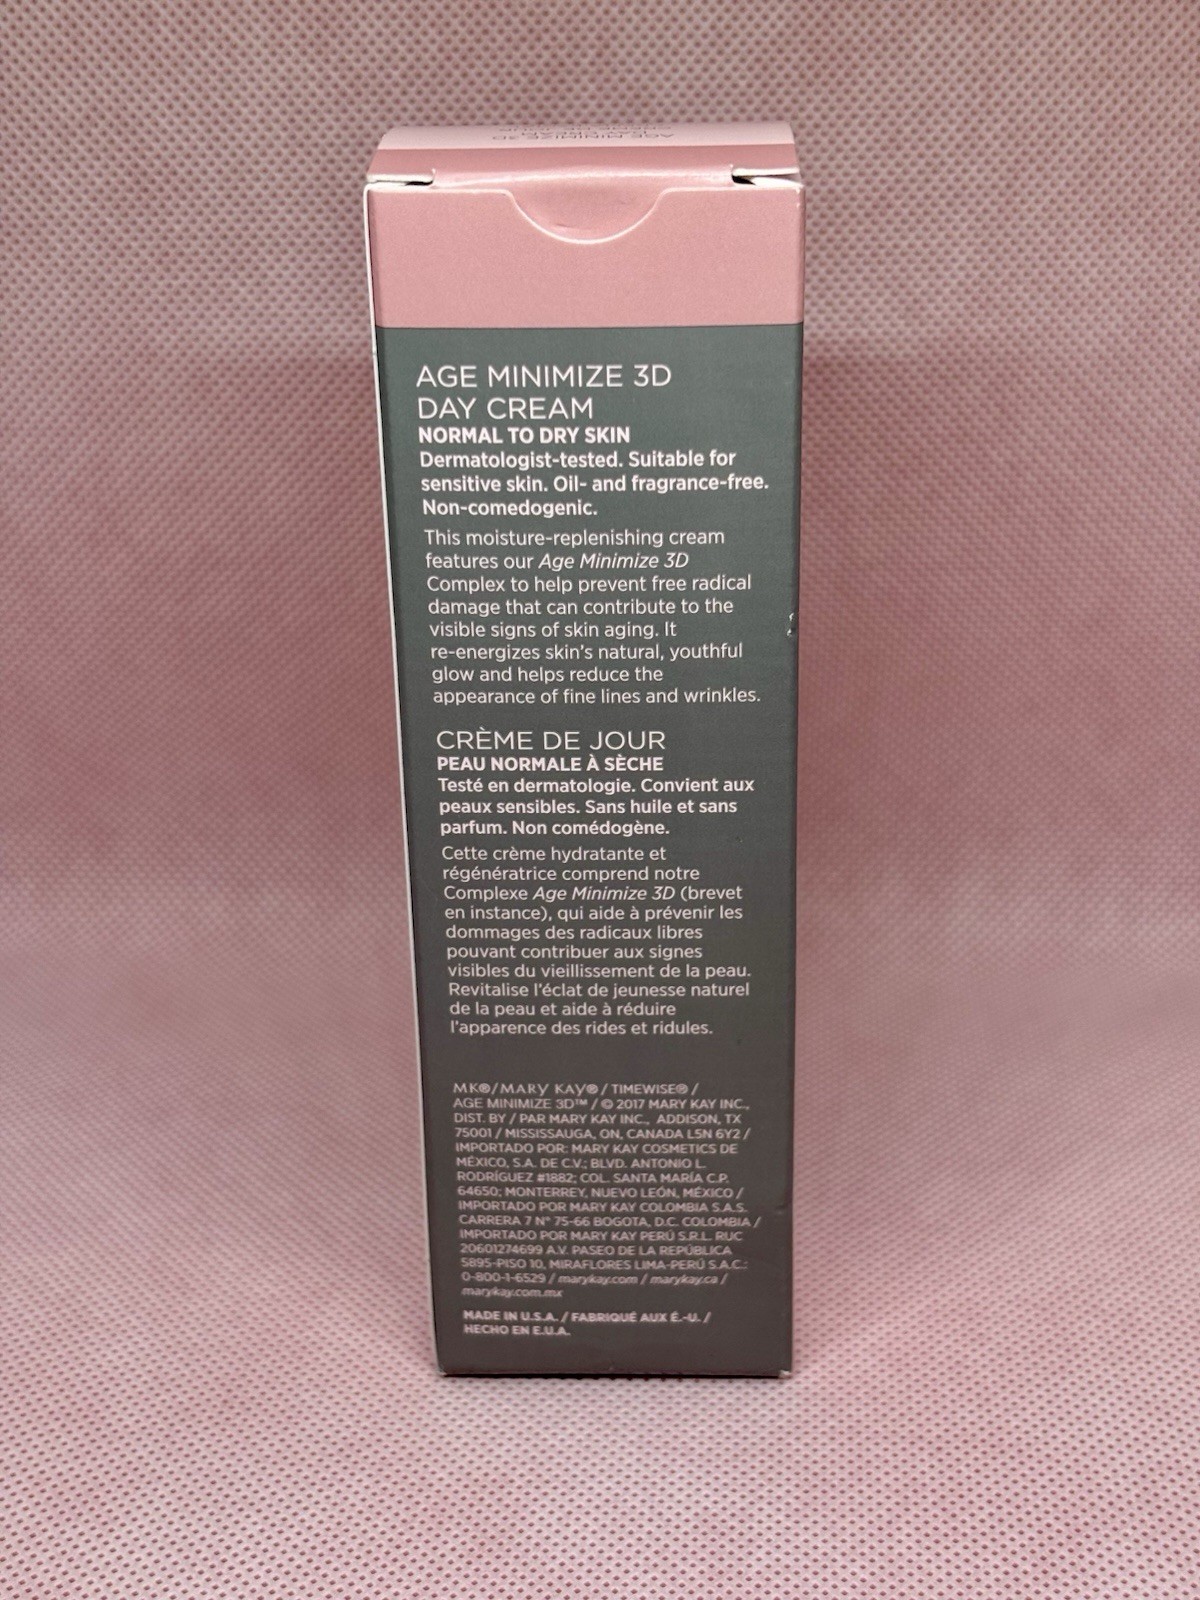 AGE MINIMIZE 3D
AGE MINIMIZE 3D
DAY CREAM
NORMAL TO DRY SKIN
Dermatologist-tested. Suitable for
sensitive skin. Oil- and fragrance-free.
Non-comedogenic.
This moisture-replenishing cream
features our Age Minimize 3D
Complex to help prevent free radical
damage that can contribute to the
visible signs of skin aging. It
re-energizes skin's natural, youthful
glow and helps reduce the
appearance of fine lines and wrinkles.
CRÈME DE JOUR
PEAU NORMALE À SÈCHE
Testé en dermatologie. Convient aux
peaux sensibles. Sans huile et sans
parfum. Non comédogène.
Cette crème hydratante et
régénératrice comprend notre
Complexe Age Minimize 3D (brevet
en instance), qui aide à prévenir les
dommages des radicaux libres
pouvant contribuer aux signes
visibles du vieillissement de la peau.
Revitalise l'éclat de jeunesse naturel
de la peau et aide à réduire
l'apparence des rides et ridules.
MK®/MARY KAY® / TIMEWISE® /
AGE MINIMIZE 3D™ / © 2017 MARY KAY INC.,
DIST. BY / PAR MARY KAY INC., ADDISON, TX
75001 / MISSISSAUGA, ON, CANADA L5N 6Y2 /
IMPORTADO POR: MARY KAY COSMETICS DE
MÉXICO, S.A. DE C.V.; BLVD. ANTONIO L.
RODRÍGUEZ #1882; COL. SANTA MARÍA C.P.
64650; MONTERREY, NUEVO LEÓN, MÉXICO /
IMPORTADO POR MARY KAY COLOMBIA S.A.S.
CARRERA 7 N° 75-66 BOGOTA, D.C. COLOMBIA /
IMPORTADO POR MARY KAY PERÚ S.R.L. RUC
20601274699 A.V. PASEO DE LA REPÚBLICA
5895-PISO 10, MIRAFLORES LIMA-PERÚ S.A.C.:
0-800-1-6529 / marykay.com / marykay.ca /
marykay.com.mx
MADE IN U.S.A. / FABRIQUÉ AUX É.-U. /
HECHO EN E.U.A.